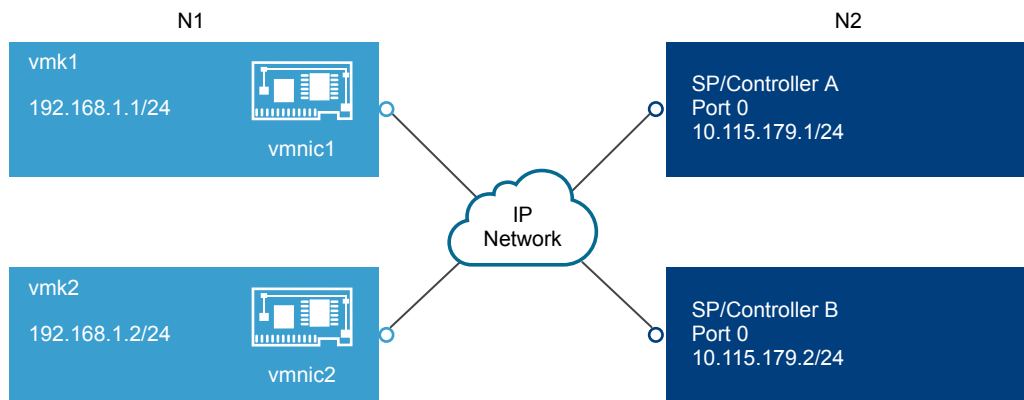 N1
N2
vmk1
192.168.1.1/24
vmnic1
SP/Controller A
Port 0
10.115.179.1/24
IP
Network
vmk2
192.168.1.2/24
vmnic2
SP/Controller B
Port 0
10.115.179.2/24